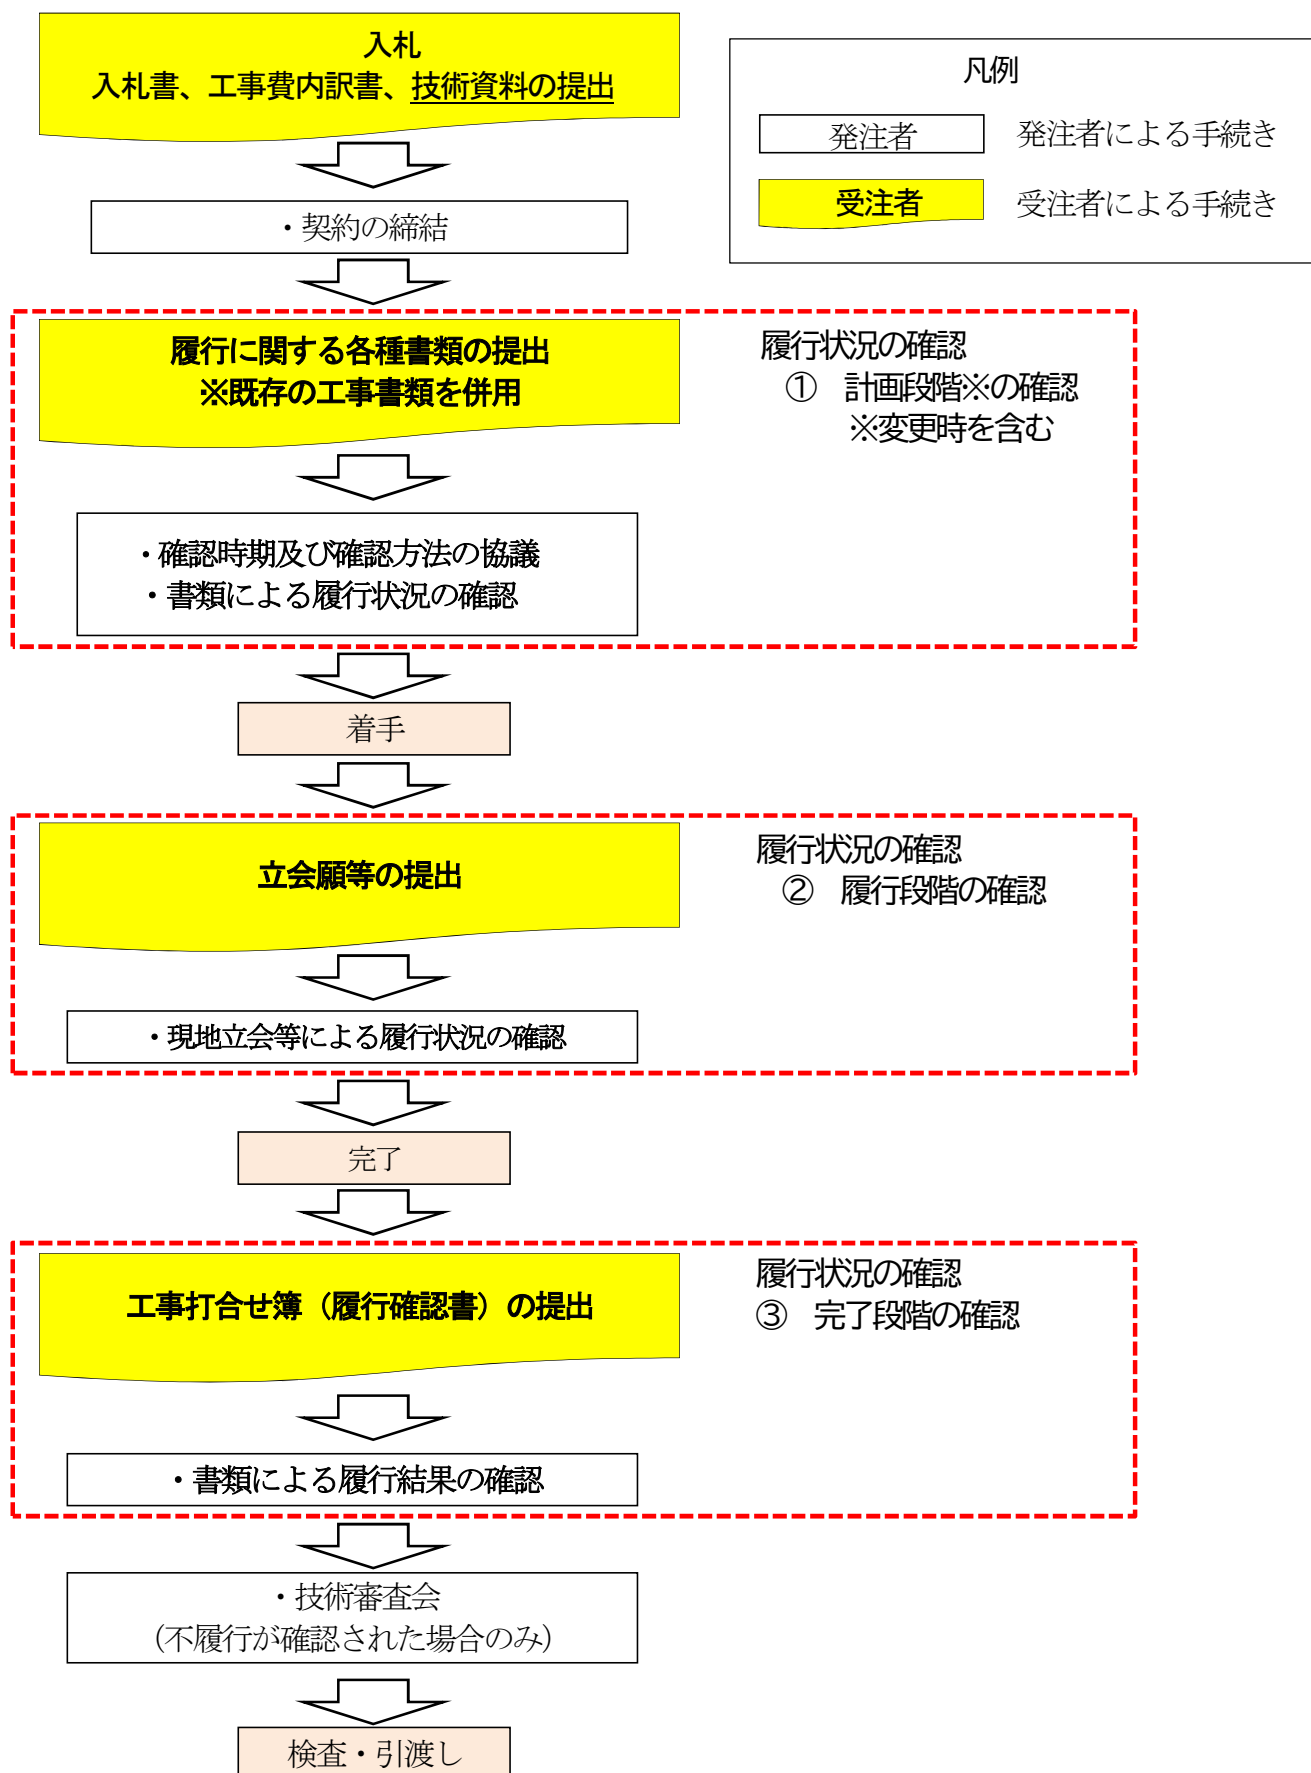 入札
入札書、工事費内訳書、技術資料の提出
凡例
発注者
発注者による手続き
受注者
受注者による手続き
・契約の締結
履行に関する各種書類の提出
※既存の工事書類を併用
履行状況の確認
① 計画段階※の確認
※変更時を含む
・確認時期及び確認方法の協議
・書類による履行状況の確認
着手
立会願等の提出
履行状況の確認
② 履行段階の確認
・現地立会等による履行状況の確認
完了
工事打合せ簿（履行確認書）の提出
履行状況の確認
③ 完了段階の確認
・書類による履行結果の確認
・技術審査会
（不履行が確認された場合のみ）
検査・引渡し